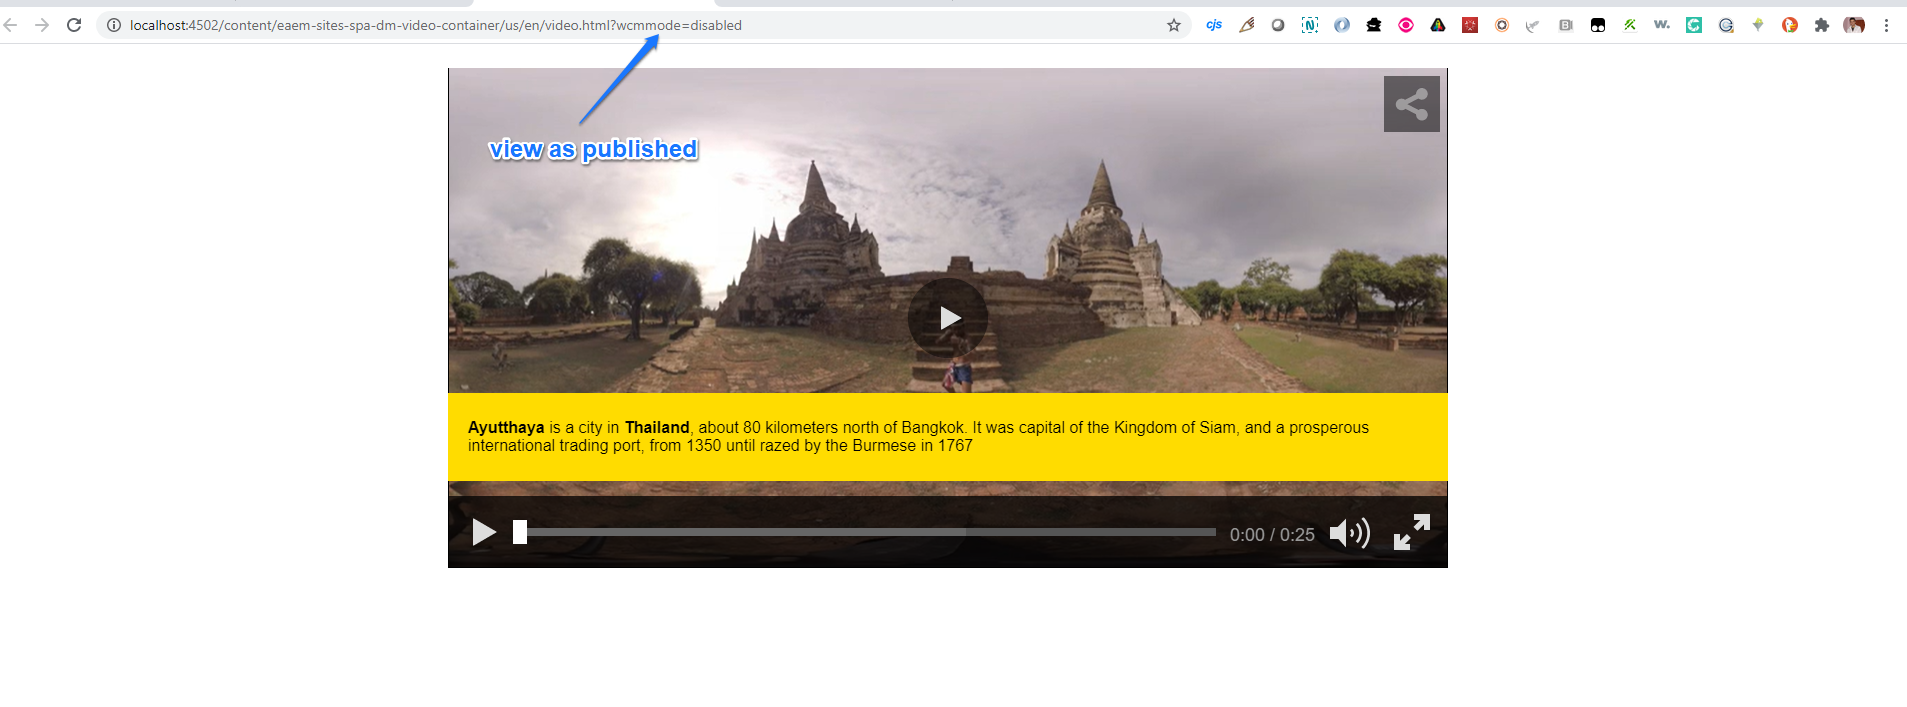 localhost:4502/content/eaem-sites-spa-dm-video-container/us/en/video.html?wcmmode=disabled
cjs
N
B
w.
G
view as published
Ayutthaya is a city in Thailand, about 80 kilometers north of Bangkok. It was capital of the Kingdom of Siam, and a prosperous
international trading port, from 1350 until razed by the Burmese in 1767
0:00 / 0:25